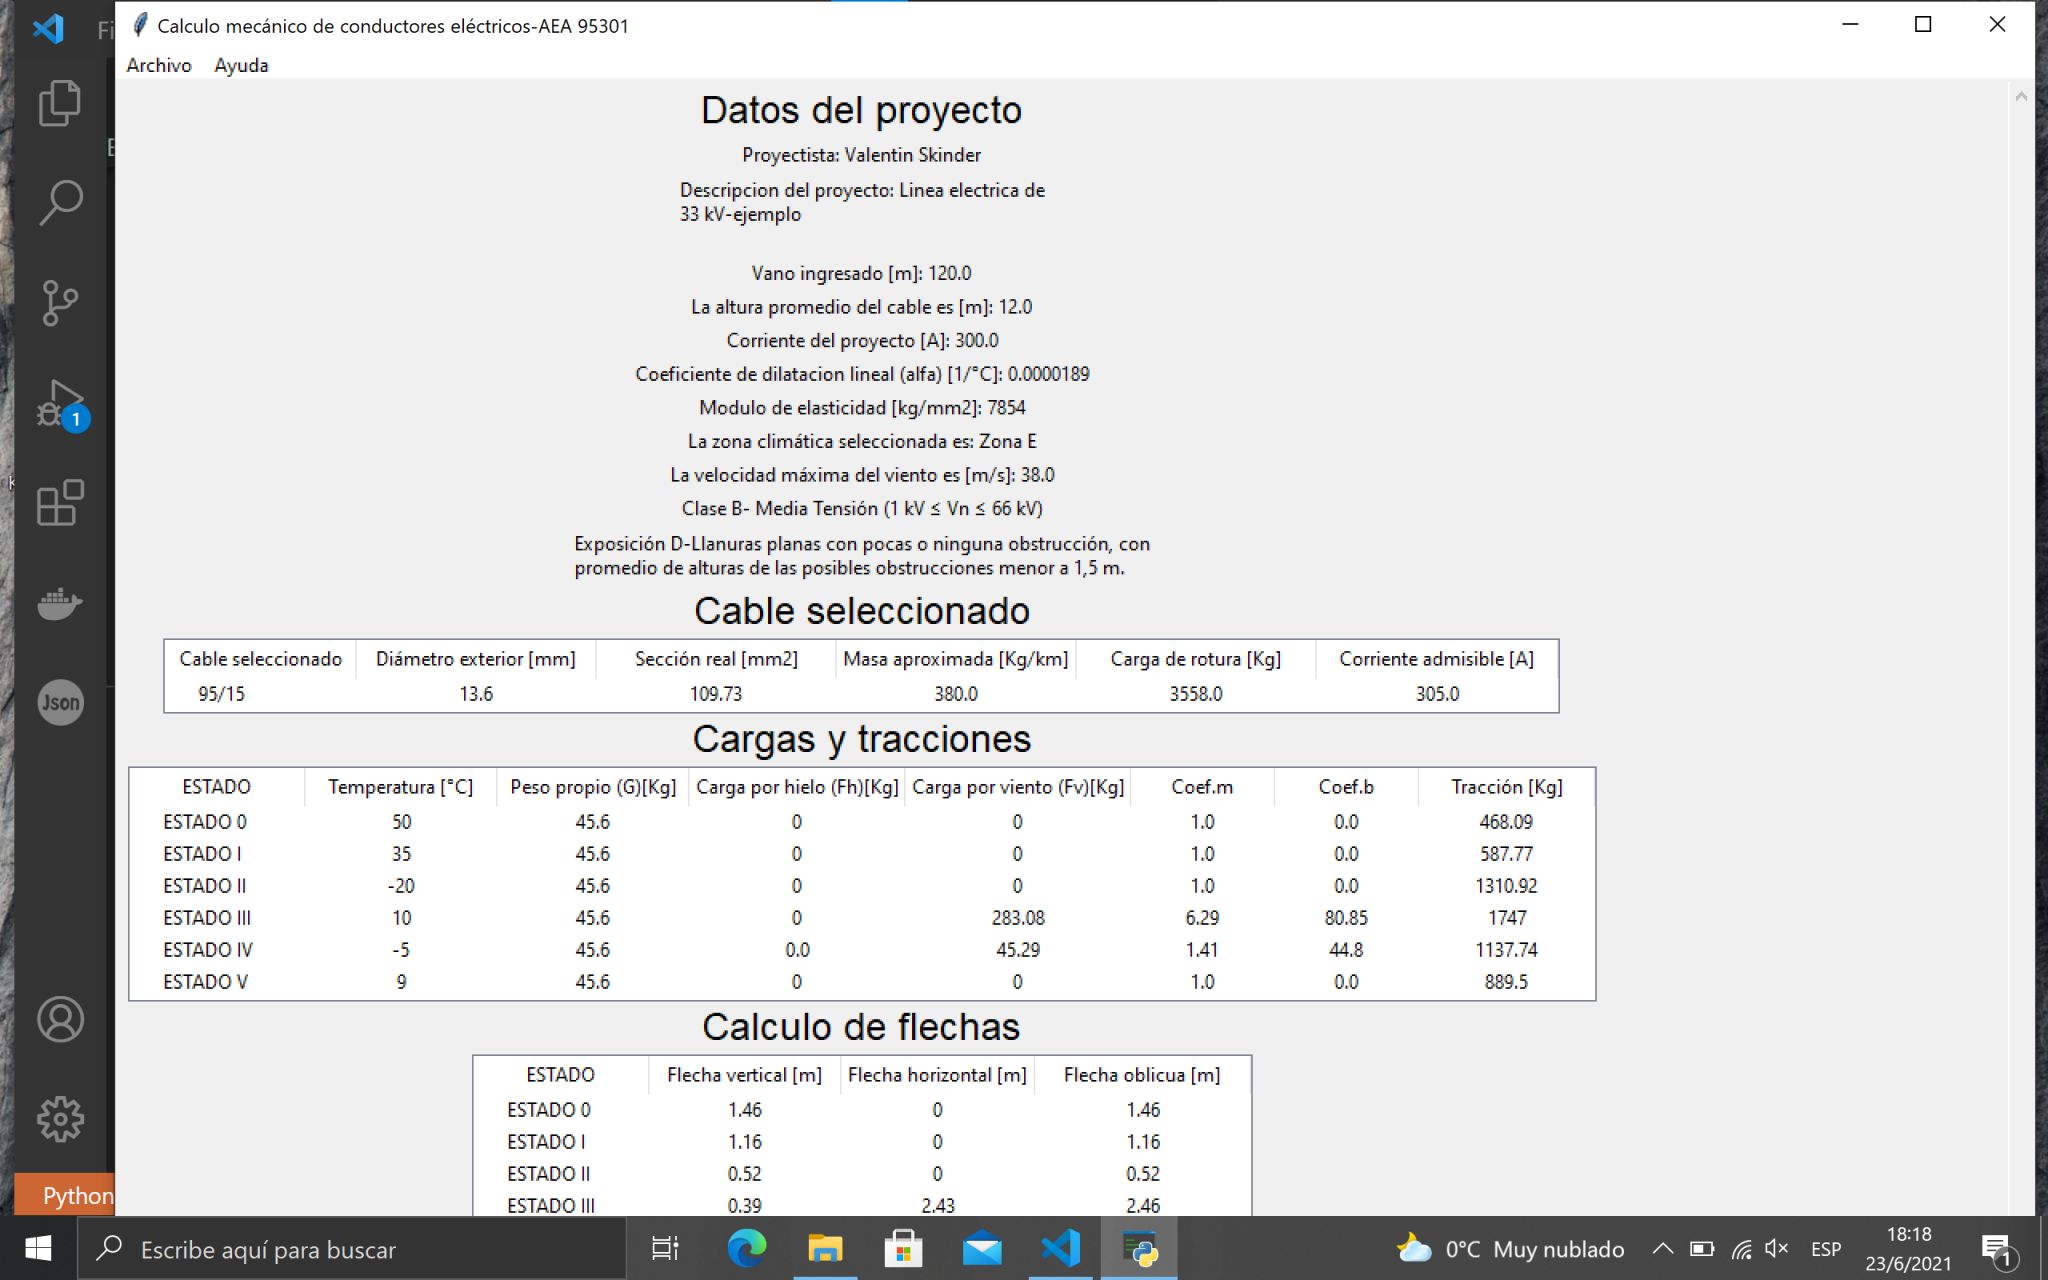 Calculo mecánico de conductores eléctricos-AEA 95301
Fi
Archivo Ayuda
Datos del proyecto
Proyectista: Valentin Skinder
Descripcion del proyecto: Linea electrica de
33 kV-ejemplo
Vano ingresado [m]: 120.0
La altura promedio del cable es [m]: 12.0
Corriente del proyecto [A]: 300.0
Coeficiente de dilatacion lineal (alfa) [1/°C]: 0.0000189
Modulo de elasticidad [kg/mm2]: 7854
La zona climática seleccionada es: Zona E
La velocidad máxima del viento es [m/s]: 38.0
Clase B- Media Tensión (1 kV ≤ Vn ≤ 66 kV)
Exposición D-Llanuras planas con pocas o ninguna obstrucción, con
promedio de alturas de las posibles obstrucciones menor a 1,5 m.
1
Json
Cable seleccionado
Cable seleccionado Diámetro exterior [mm] Sección real [mm2] Masa aproximada [Kg/km] Carga de rotura [Kg] Corriente admisible [A]
95/15 13.6 109.73 380.0 3558.0 305.0
Cargas y tracciones
ESTADO Temperatura [°C] Peso propio (G)[Kg] Carga por hielo (Fh)[Kg] Carga por viento (Fv)[Kg] Coef.m Coef.b Tracción [Kg]
ESTADO 0 50 45.6 0 0 1.0 0.0 468.09
ESTADO I 35 45.6 0 0 1.0 0.0 587.77
ESTADO II -20 45.6 0 0 1.0 0.0 1310.92
ESTADO III 10 45.6 0 283.08 6.29 80.85 1747
ESTADO IV -5 45.6 0.0 45.29 1.41 44.8 1137.74
ESTADO V 9 45.6 0 0 1.0 0.0 889.5
Calculo de flechas
ESTADO Flecha vertical [m] Flecha horizontal [m] Flecha oblicua [m]
ESTADO 0 1.46 0 1.46
ESTADO I 1.16 0 1.16
ESTADO II 0.52 0 0.52
ESTADO III 0.39 2.43 2.46
Python
Escribe aquí para buscar
0°C Muy nublado
ESP
18:18
23/6/2021
1